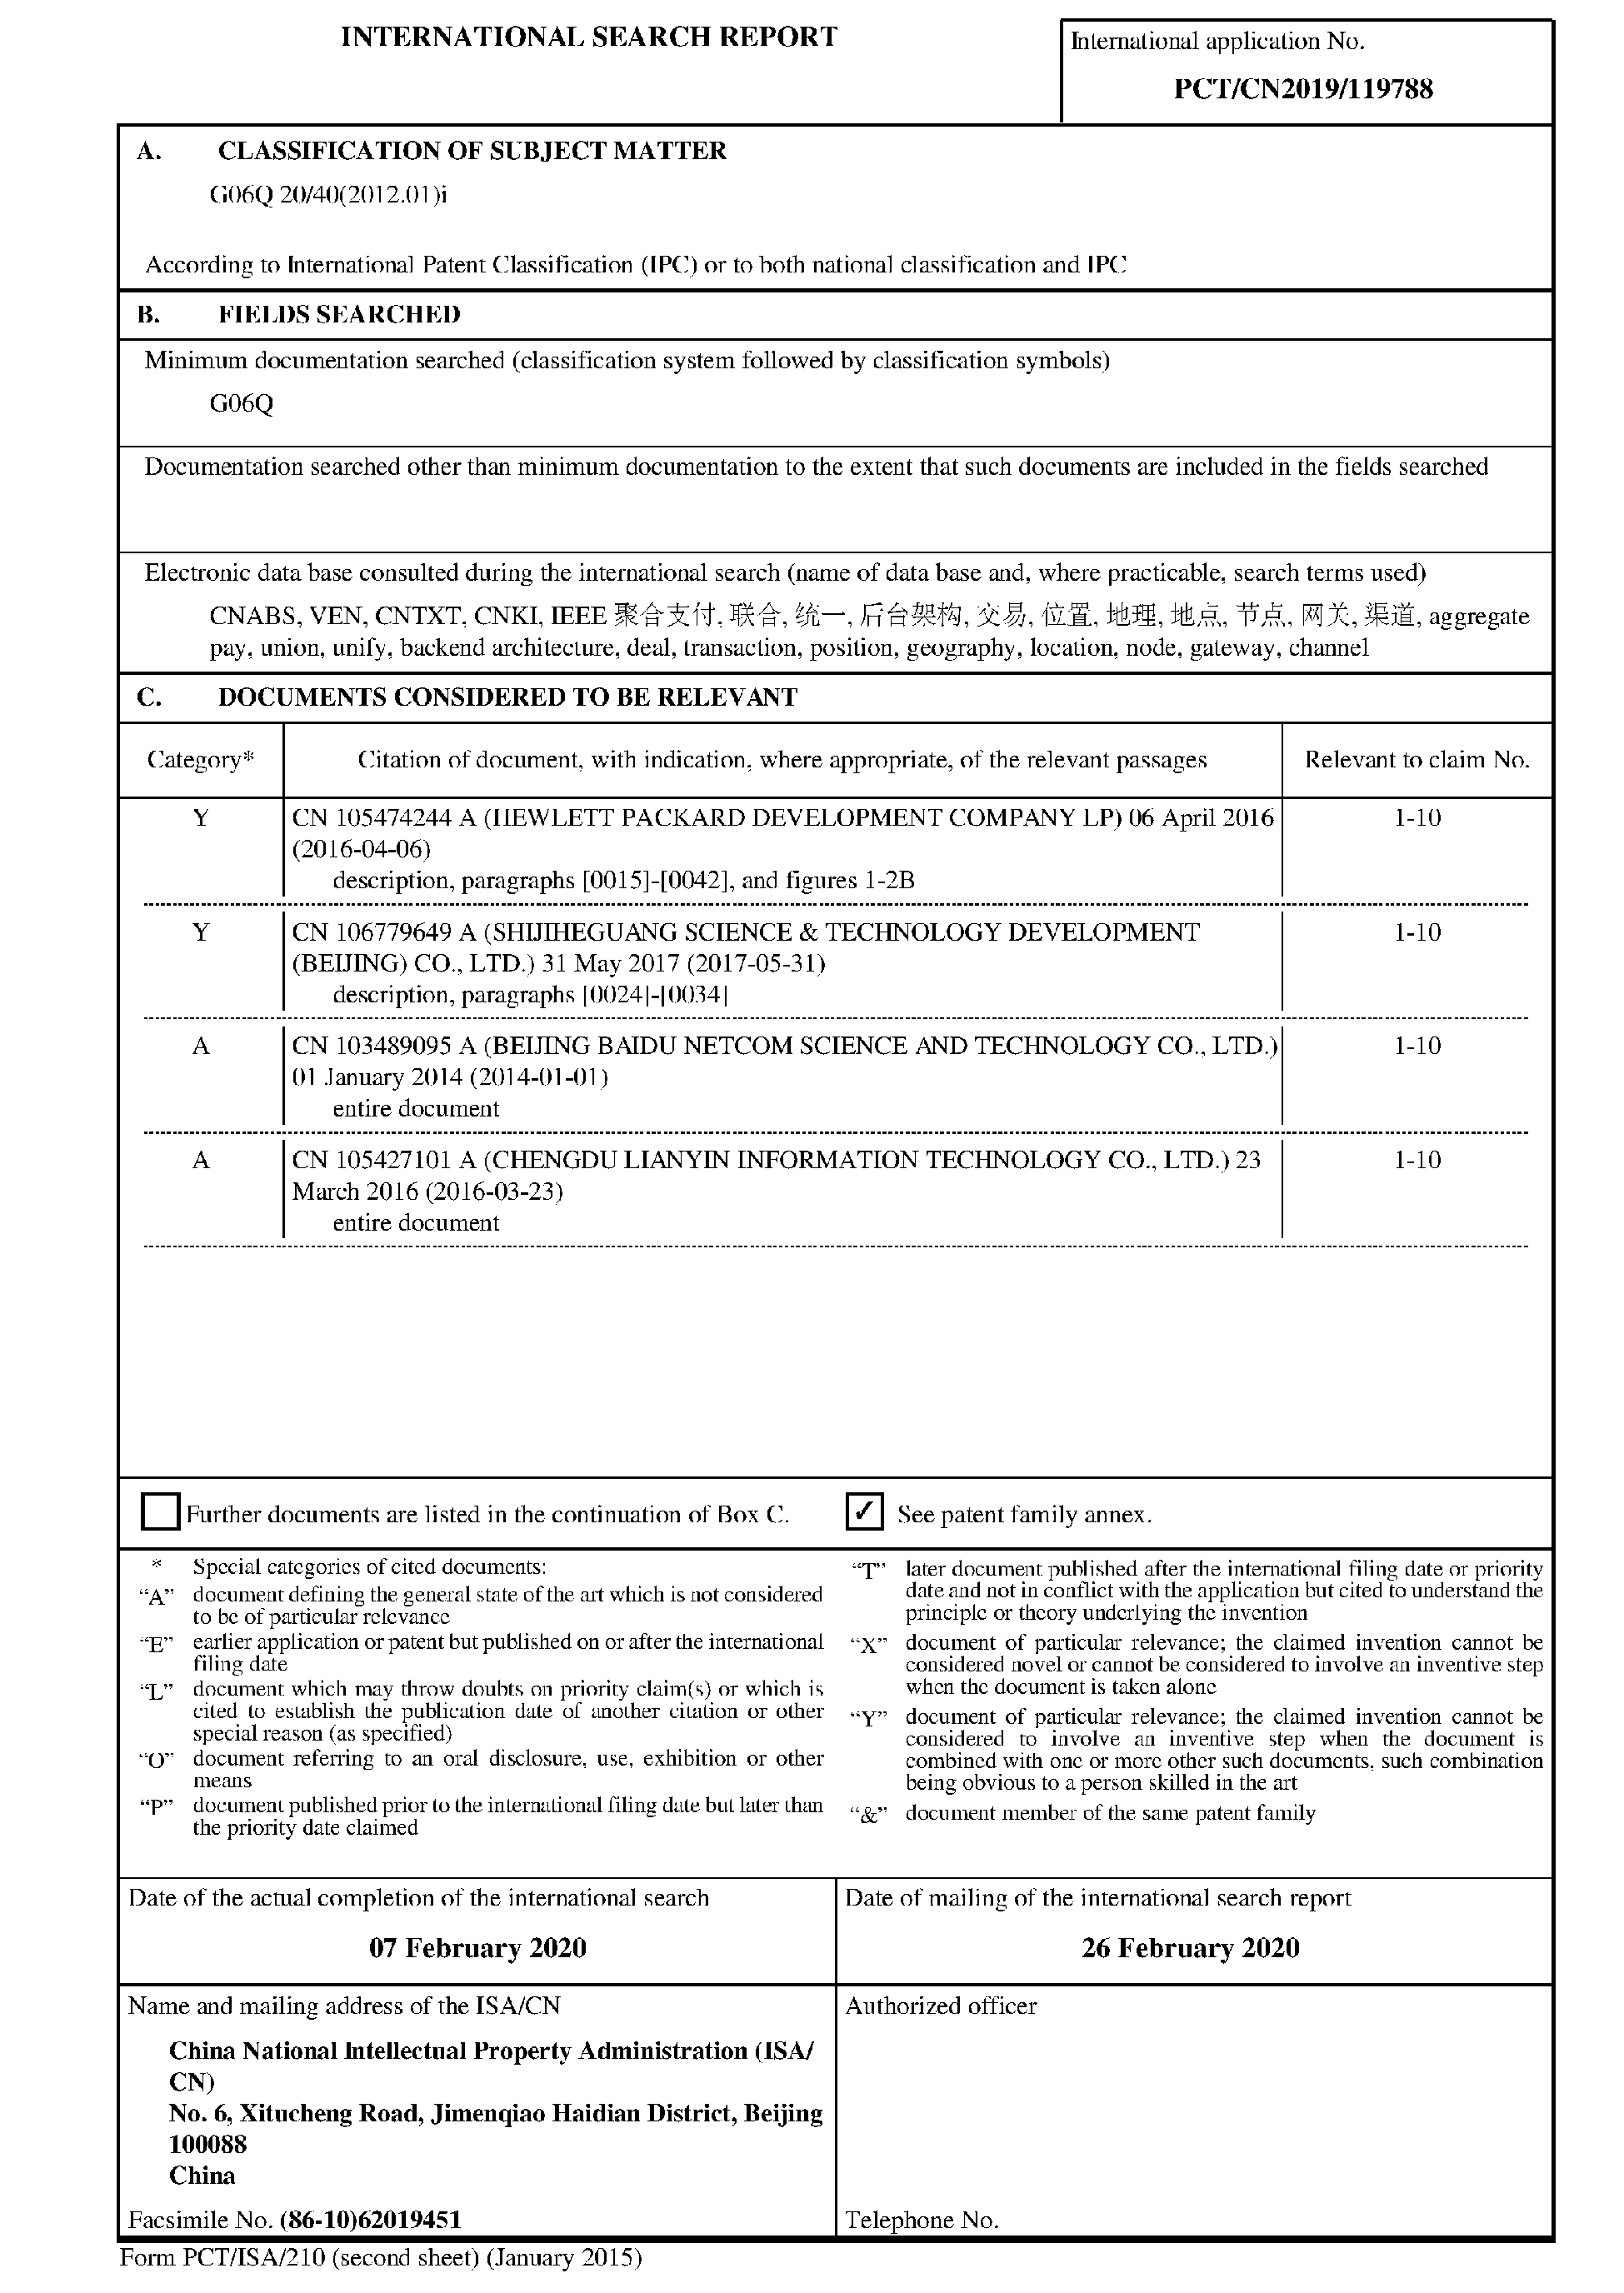 INTERNATIONAL SEARCH REPORT
International application No.
PCT/CN2019/119788
A. CLASSIFICATION OF SUBJECT MATTER
G06Q 20/40(2012.01)i
According to International Patent Classification (IPC) or to both national classification and IPC
B. FIELDS SEARCHED
Minimum documentation searched (classification system followed by classification symbols)
G06Q
Documentation searched other than minimum documentation to the extent that such documents are included in the fields searched
Electronic data base consulted during the international search (name of data base and, where practicable, search terms used)
CNABS, VEN, CNTXT, CNKI, IEEE 聚合支付, 联合, 统一, 后台架构, 交易, 位置, 地理, 地点, 节点, 网关, 渠道, aggregate
pay, union, unify, backend architecture, deal, transaction, position, geography, location, node, gateway, channel
C. DOCUMENTS CONSIDERED TO BE RELEVANT
Category* Citation of document, with indication, where appropriate, of the relevant passages Relevant to claim No.
Y CN 105474244 A (HEWLETT PACKARD DEVELOPMENT COMPANY LP) 06 April 2016 1-10
(2016-04-06)
description, paragraphs [0015]-[0042], and figures 1-2B
Y CN 106779649 A (SHIJIHEGUANG SCIENCE & TECHNOLOGY DEVELOPMENT 1-10
(BEIJING) CO., LTD.) 31 May 2017 (2017-05-31)
description, paragraphs [0024]-[0034]
A CN 103489095 A (BEIJING BAIDU NETCOM SCIENCE AND TECHNOLOGY CO., LTD.) 1-10
01 January 2014 (2014-01-01)
entire document
A CN 105427101 A (CHENGDU LIANYIN INFORMATION TECHNOLOGY CO., LTD.) 23 1-10
March 2016 (2016-03-23)
entire document
Further documents are listed in the continuation of Box C.
✓ See patent family annex.
* Special categories of cited documents:
“A” document defining the general state of the art which is not considered
to be of particular relevance
“E” earlier application or patent but published on or after the international
filing date
“L” document which may throw doubts on priority claim(s) or which is
cited to establish the publication date of another citation or other
special reason (as specified)
“O” document referring to an oral disclosure, use, exhibition or other
means
“P” document published prior to the international filing date but later than
the priority date claimed
“T” later document published after the international filing date or priority
date and not in conflict with the application but cited to understand the
principle or theory underlying the invention
“X” document of particular relevance; the claimed invention cannot be
considered novel or cannot be considered to involve an inventive step
when the document is taken alone
“Y” document of particular relevance; the claimed invention cannot be
considered to involve an inventive step when the document is
combined with one or more other such documents, such combination
being obvious to a person skilled in the art
“&” document member of the same patent family
Date of the actual completion of the international search
07 February 2020
Date of mailing of the international search report
26 February 2020
Name and mailing address of the ISA/CN
China National Intellectual Property Administration (ISA/
CN)
No. 6, Xitucheng Road, Jimenqiao Haidian District, Beijing
100088
China
Facsimile No. (86-10)62019451
Authorized officer
Telephone No.
Form PCT/ISA/210 (second sheet) (January 2015)